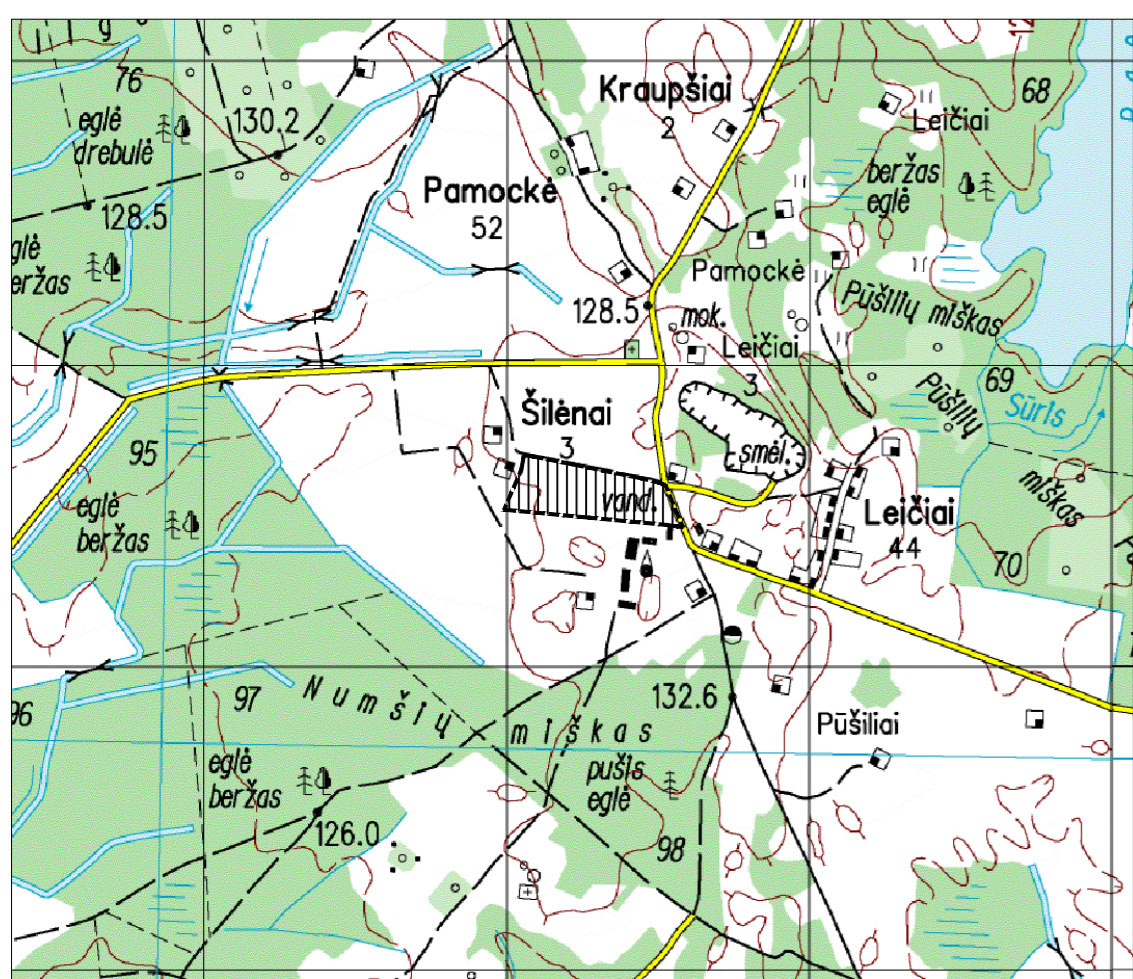 9
76
eglė
drebulė
130.2
128.5
beržas
Kraupšiai
2
Leičiai
68
beržas
eglė
Pamockė
52
Pamockė
Pūšilių miškas
128.5
mok.
Leičiai
3
69
Sūris
Pūšilių
miškas
Šilėnai
3
smėl.
vand.
95
eglė
beržas
Leičiai
44
70
97
Numšių
miškas
132.6
Pūšiliai
96
eglė
beržas
pušis
eglė
126.0
98